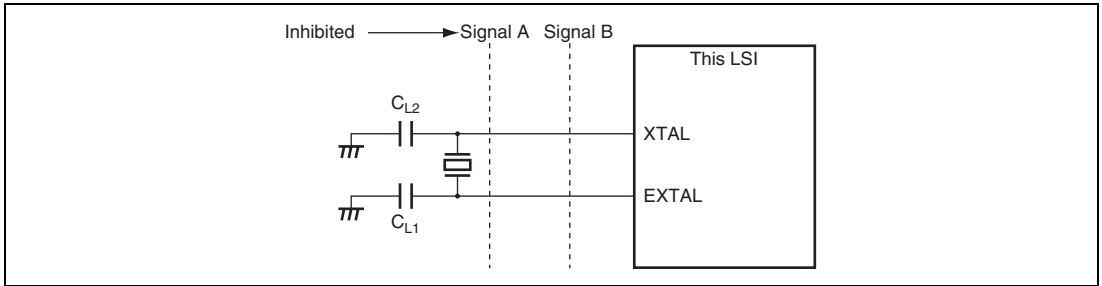 Inhibited Signal A Signal B
This LSI
CL2
XTAL
EXTAL
CL1